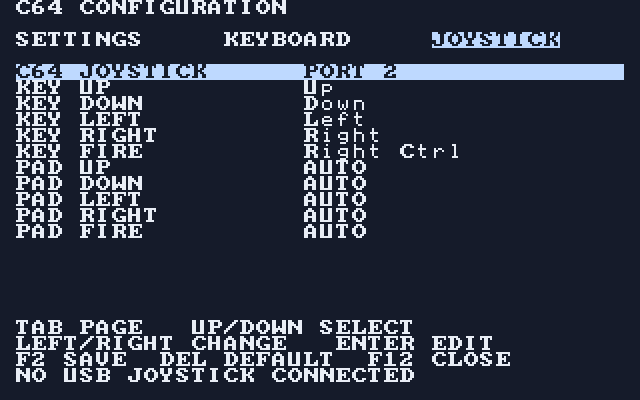 C64 CONFIGURATION
SETTINGS KEYBOARD JOYSTICK
C64 JOYSTICK PORT 2
KEY UP Up
KEY DOWN Down
KEY LEFT Left
KEY RIGHT Right
KEY FIRE Right Ctrl
PAD UP AUTO
PAD DOWN AUTO
PAD LEFT AUTO
PAD RIGHT AUTO
PAD FIRE AUTO
TAB PAGE UP/DOWN SELECT
LEFT/RIGHT CHANGE ENTER EDIT
F2 SAVE DEL DEFAULT F12 CLOSE
NO USB JOYSTICK CONNECTED